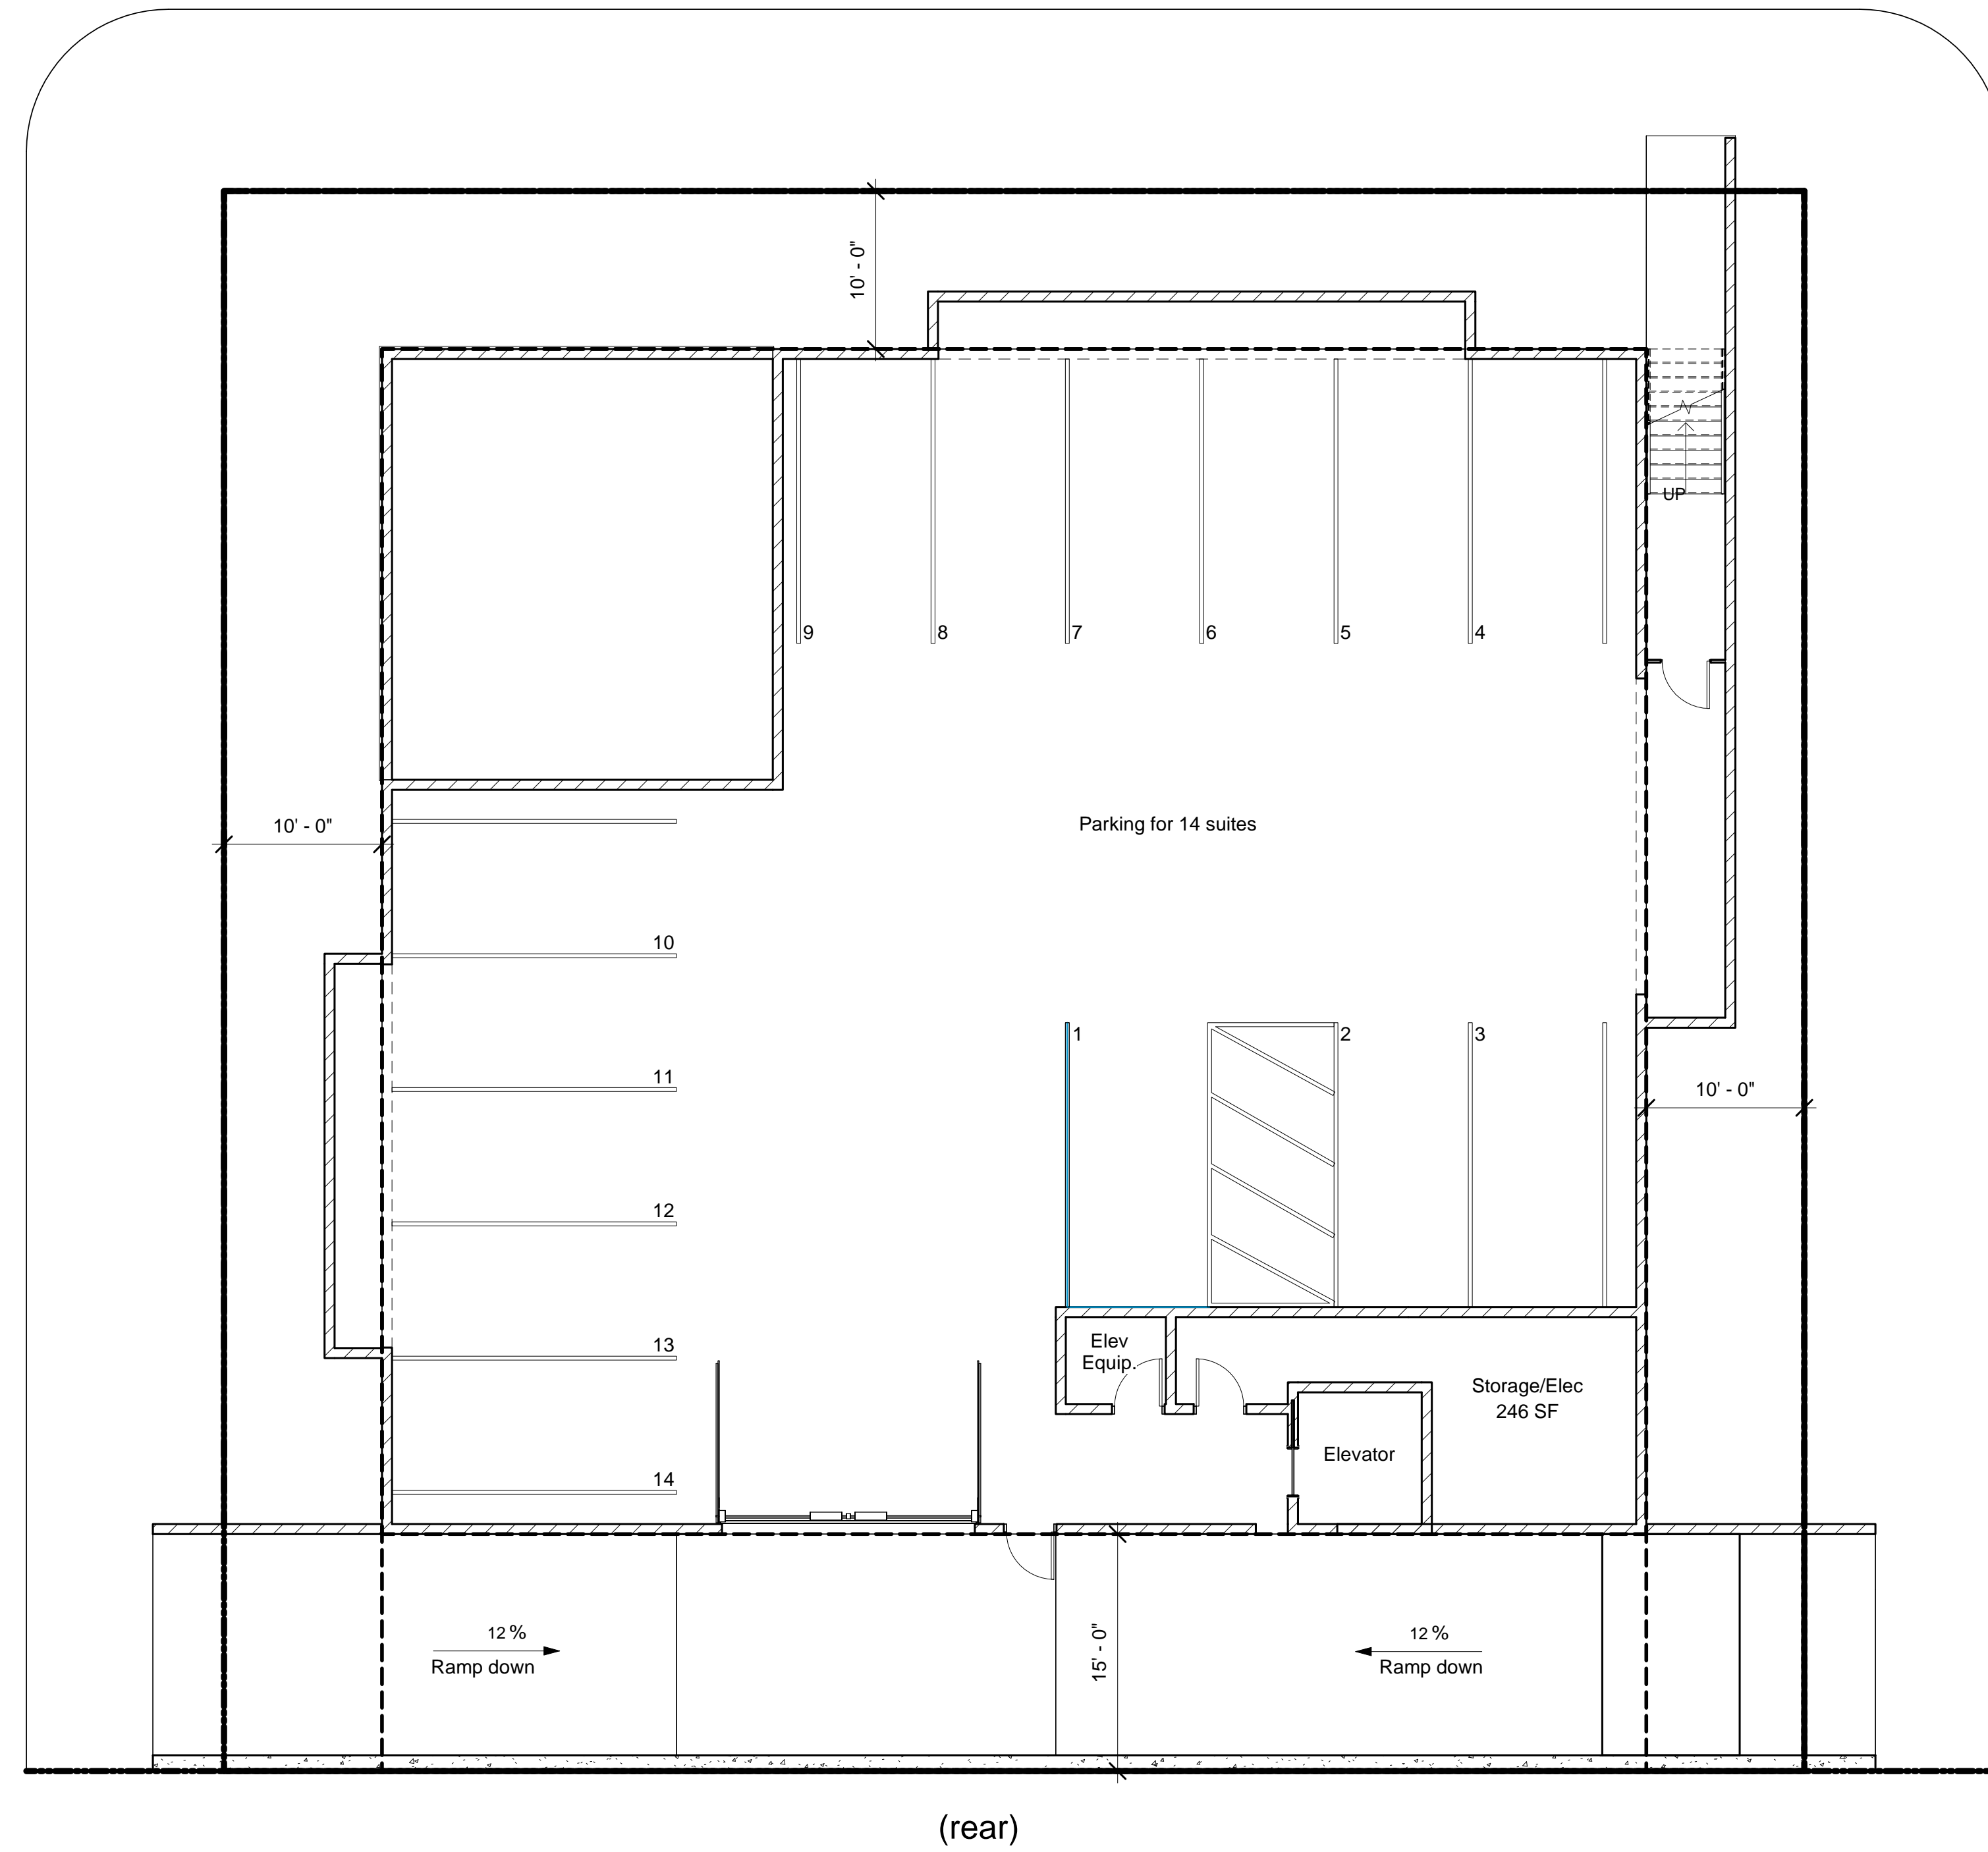 10' - 0"
UP
9
8
7
6
5
4
10' - 0"
Parking for 14 suites
10
11
12
13
14
1
2
3
10' - 0"
Elev
Equip.
Storage/Elec
246 SF
Elevator
12 %
Ramp down
15' - 0"
12 %
Ramp down
(rear)